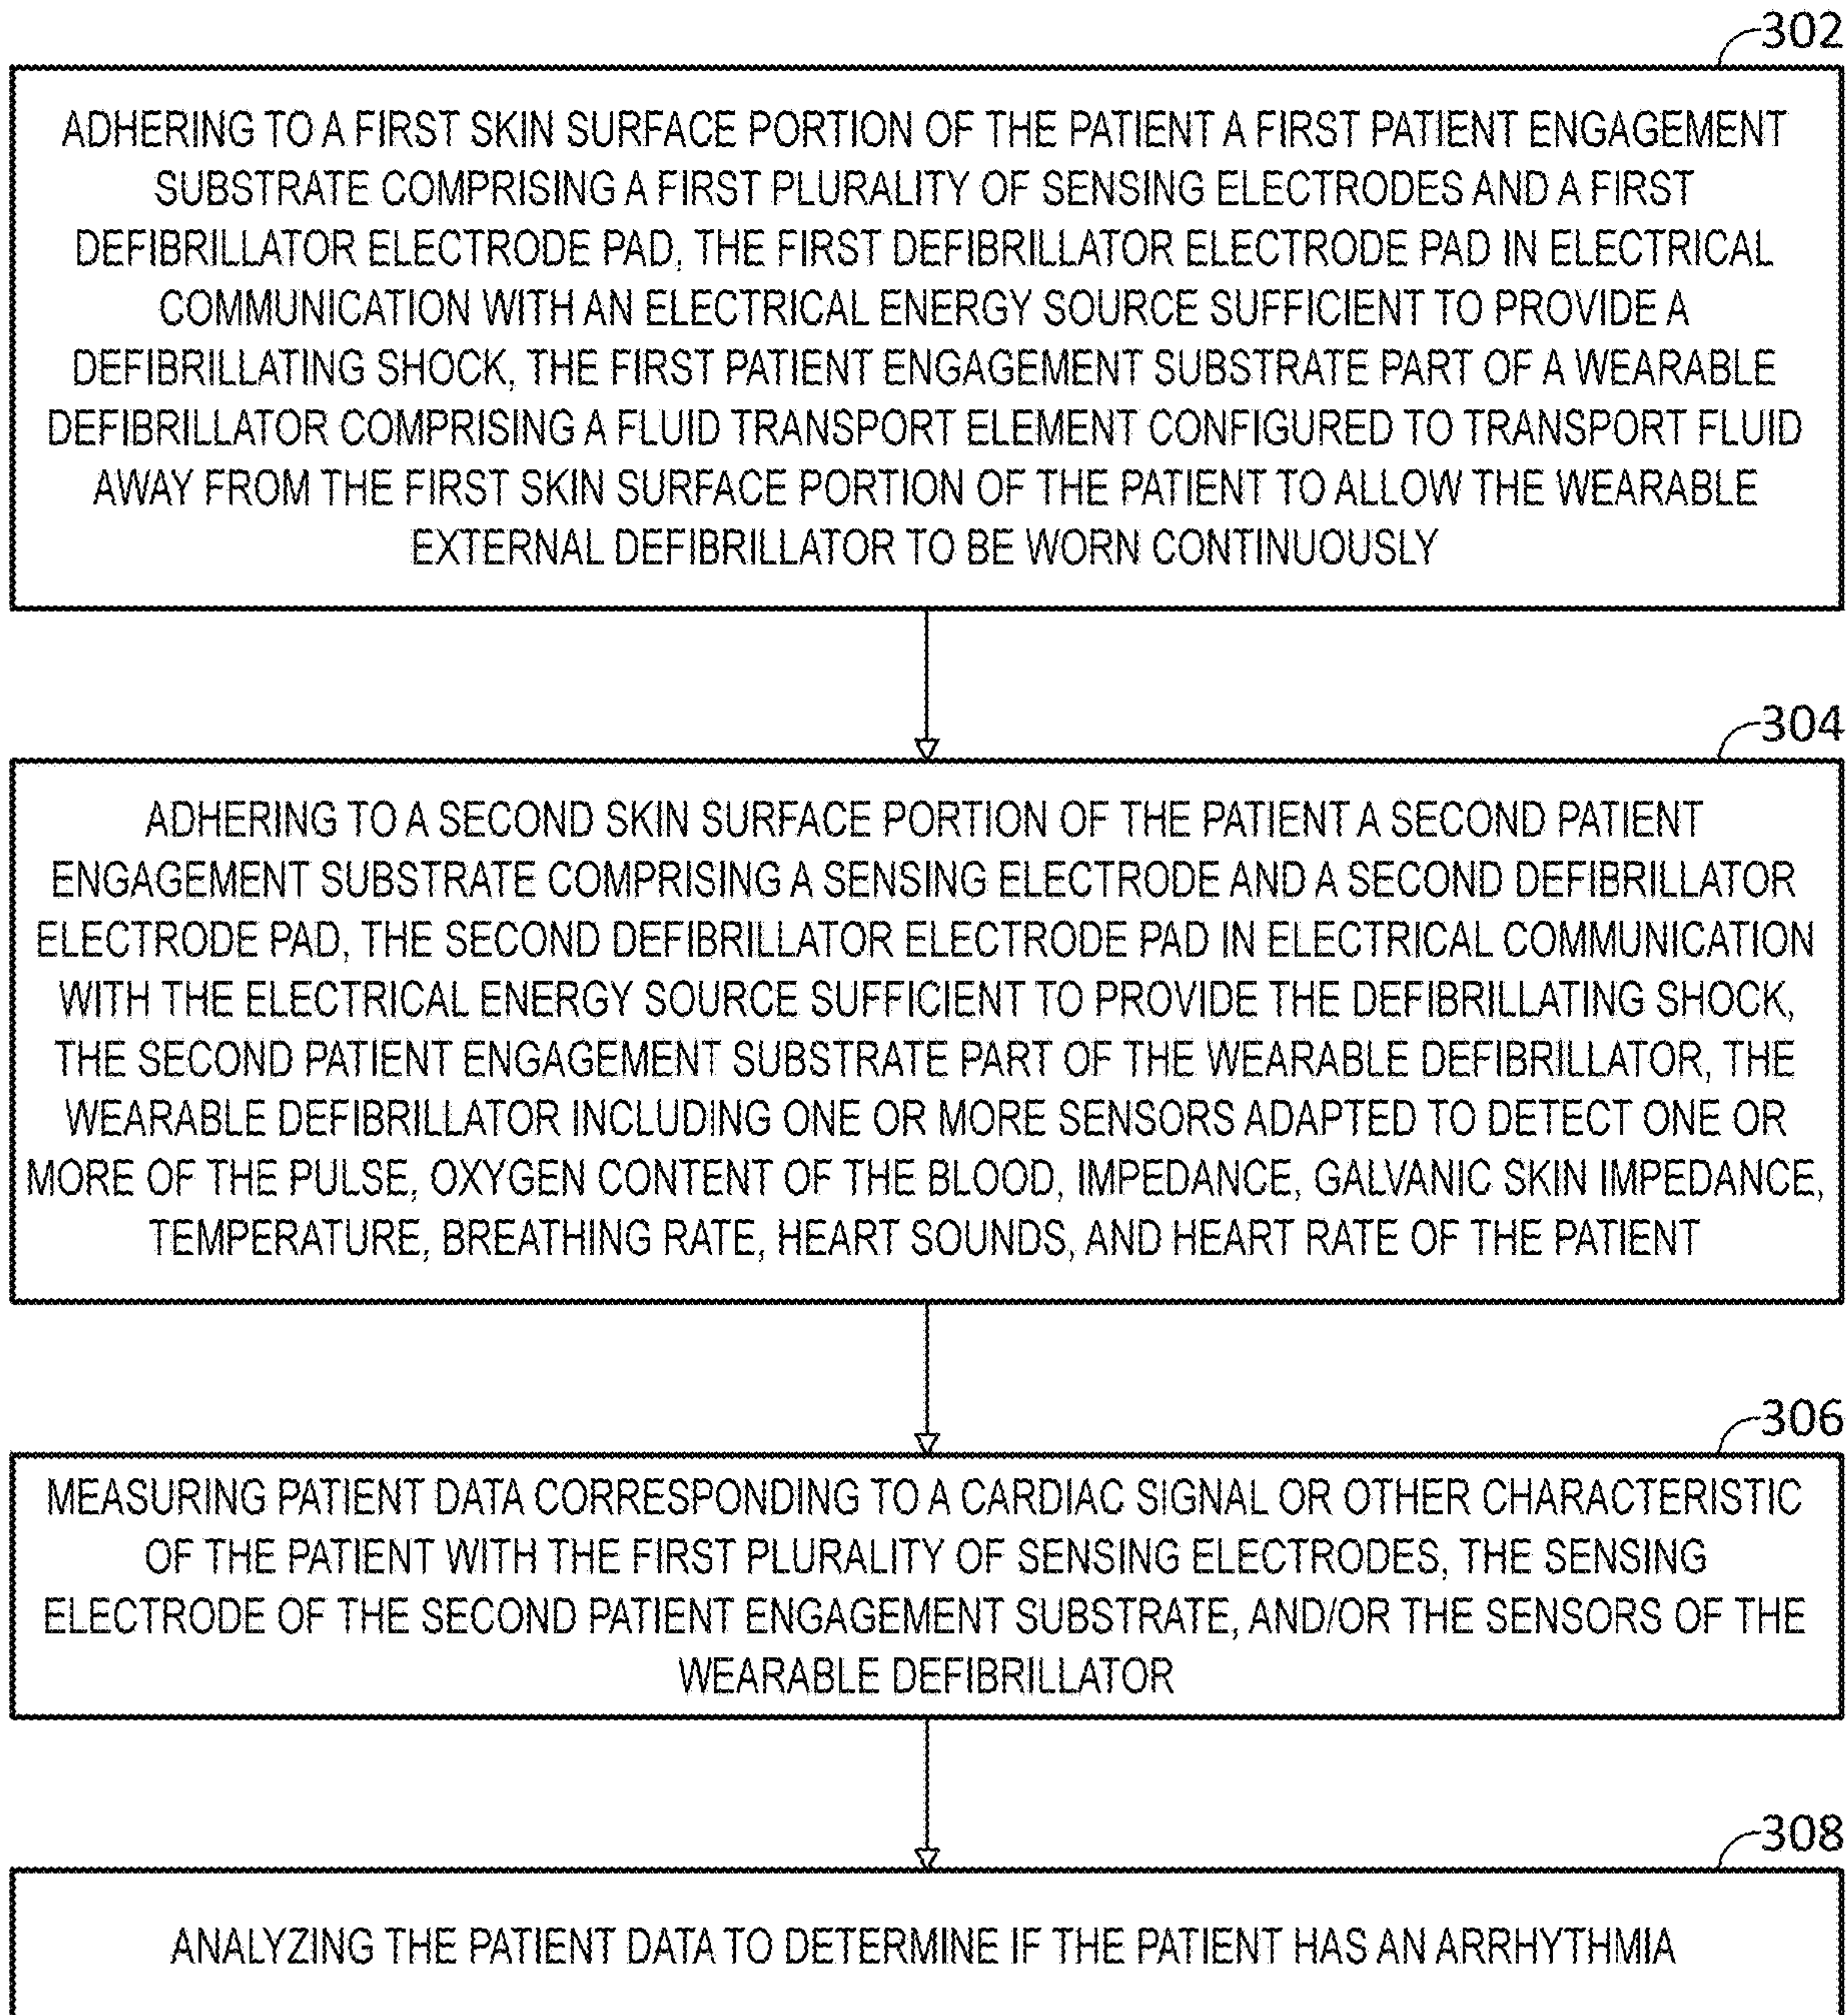 302
ADHERING TO A FIRST SKIN SURFACE PORTION OF THE PATIENT A FIRST PATIENT ENGAGEMENT
SUBSTRATE COMPRISING A FIRST PLURALITY OF SENSING ELECTRODES AND A FIRST
DEFIBRILLATOR ELECTRODE PAD, THE FIRST DEFIBRILLATOR ELECTRODE PAD IN ELECTRICAL
COMMUNICATION WITH AN ELECTRICAL ENERGY SOURCE SUFFICIENT TO PROVIDE A
DEFIBRILLATING SHOCK, THE FIRST PATIENT ENGAGEMENT SUBSTRATE PART OF A WEARABLE
DEFIBRILLATOR COMPRISING A FLUID TRANSPORT ELEMENT CONFIGURED TO TRANSPORT FLUID
AWAY FROM THE FIRST SKIN SURFACE PORTION OF THE PATIENT TO ALLOW THE WEARABLE
EXTERNAL DEFIBRILLATOR TO BE WORN CONTINUOUSLY
304
ADHERING TO A SECOND SKIN SURFACE PORTION OF THE PATIENT A SECOND PATIENT
ENGAGEMENT SUBSTRATE COMPRISING A SENSING ELECTRODE AND A SECOND DEFIBRILLATOR
ELECTRODE PAD, THE SECOND DEFIBRILLATOR ELECTRODE PAD IN ELECTRICAL COMMUNICATION
WITH THE ELECTRICAL ENERGY SOURCE SUFFICIENT TO PROVIDE THE DEFIBRILLATING SHOCK,
THE SECOND PATIENT ENGAGEMENT SUBSTRATE PART OF THE WEARABLE DEFIBRILLATOR, THE
WEARABLE DEFIBRILLATOR INCLUDING ONE OR MORE SENSORS ADAPTED TO DETECT ONE OR
MORE OF THE PULSE, OXYGEN CONTENT OF THE BLOOD, IMPEDANCE, GALVANIC SKIN IMPEDANCE,
TEMPERATURE, BREATHING RATE, HEART SOUNDS, AND HEART RATE OF THE PATIENT
306
MEASURING PATIENT DATA CORRESPONDING TO A CARDIAC SIGNAL OR OTHER CHARACTERISTIC
OF THE PATIENT WITH THE FIRST PLURALITY OF SENSING ELECTRODES, THE SENSING
ELECTRODE OF THE SECOND PATIENT ENGAGEMENT SUBSTRATE, AND/OR THE SENSORS OF THE
WEARABLE DEFIBRILLATOR
308
ANALYZING THE PATIENT DATA TO DETERMINE IF THE PATIENT HAS AN ARRHYTHMIA